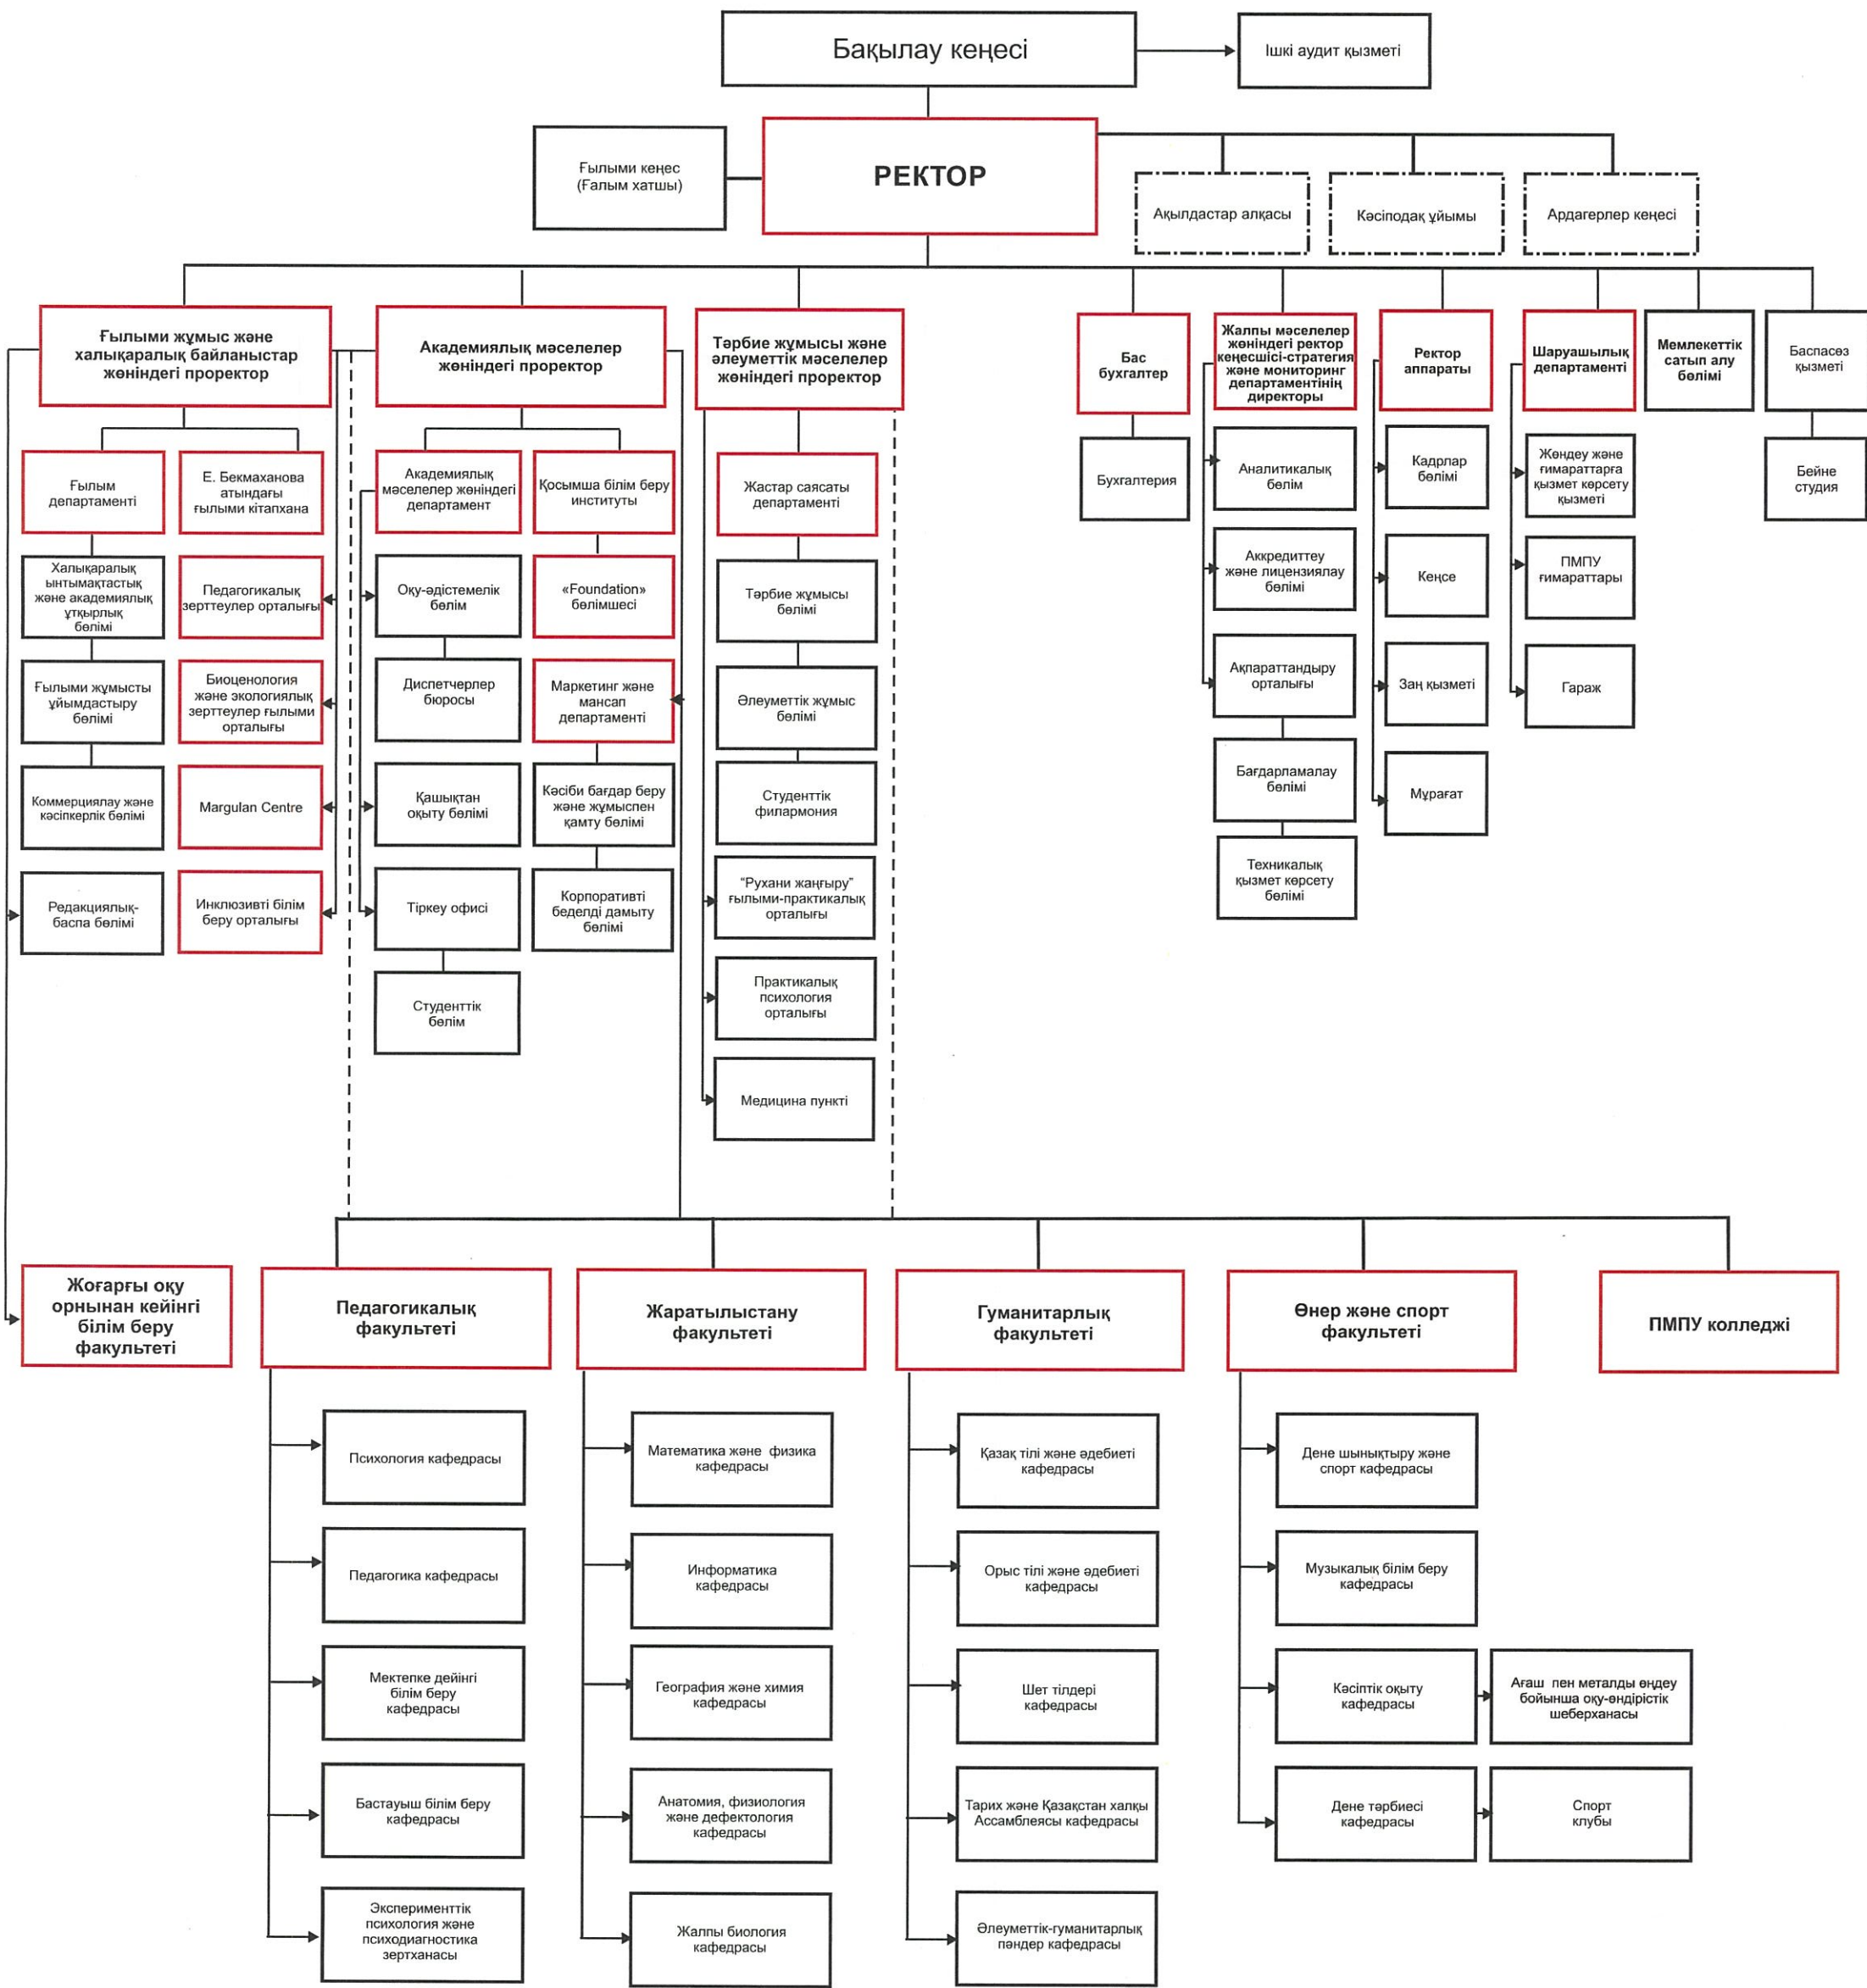 Бақылау кеңесі
Ішкі аудит қызметі
Ғылыми кеңес
(Ғалым хатшы)
РЕКТОР
Ақылдастар алқасы
Кәсіподақ ұйымы
Ардагерлер кеңесі
Ғылыми жұмыс және
халықаралық байланыстар
жөніндегі проректор
Академиялық мәселелер
жөніндегі проректор
Тәрбие жұмысы және
әлеуметтік мәселелер
жөніндегі проректор
Бас
бухгалтер
Жалпы мәселелер
жөніндегі ректор
кеңесшісі-стратегия
және мониторинг
департаментінің
директоры
Ректор
аппараты
Шаруашылық
департаменті
Мемлекеттік
сатып алу
бөлімі
Баспасөз
қызметі
Ғылым
департаменті
Е. Бекмаханова
атындағы
ғылыми кітапхана
Академиялық
мәселелер жөніндегі
департамент
Қосымша білім беру
институты
Жастар саясаты
департаменті
Бухгалтерия
Аналитикалық
бөлім
Кадрлар
бөлімі
Жөндеу және
ғимараттарға
қызмет көрсету
қызметі
Бейне
студия
Халықаралық
ынтымақтастық
және академиялық
ұтқырлық
бөлімі
Педагогикалық
зерттеулер орталығы
Оқу-әдістемелік
бөлім
«Foundation»
бөлімшесі
Тәрбие жұмысы
бөлімі
Аккредиттеу
және лицензиялау
бөлімі
Кеңсе
ПМПУ
ғимараттары
Ғылыми жұмысты
ұйымдастыру
бөлімі
Биоценология
және экологиялық
зерттеулер ғылыми
орталығы
Диспетчерлер
бюросы
Маркетинг және
мансап
департаменті
Әлеуметтік жұмыс
бөлімі
Ақпараттандыру
орталығы
Заң қызметі
Гараж
Коммерциялау және
кәсіпкерлік бөлімі
Margulan Centre
Қашықтан
оқыту бөлімі
Кәсіби бағдар беру
және жұмыспен
қамту бөлімі
Студенттік
филармония
Бағдарламалау
бөлімі
Мұрағат
Редакциялық-
баспа бөлімі
Инклюзивті білім
беру орталығы
Тіркеу офисі
Корпоративті
беделді дамыту
бөлімі
“Рухани жаңғыру”
ғылыми-практикалық
орталығы
Техникалық
қызмет көрсету
бөлімі
Студенттік
бөлім
Практикалық
психология
орталығы
Медицина пункті
Жоғарғы оқу
орнынан кейінгі
білім беру
факультеті
Педагогикалық
факультеті
Жаратылыстану
факультеті
Гуманитарлық
факультеті
Өнер және спорт
факультеті
ПМПУ колледжі
Психология кафедрасы
Математика және физика
кафедрасы
Қазақ тілі және әдебиеті
кафедрасы
Дене шынықтыру және
спорт кафедрасы
Педагогика кафедрасы
Информатика
кафедрасы
Орыс тілі және әдебиеті
кафедрасы
Музыкалық білім беру
кафедрасы
Мектепке дейінгі
білім беру
кафедрасы
География және химия
кафедрасы
Шет тілдері
кафедрасы
Кәсіптік оқыту
кафедрасы
Ағаш пен металды өңдеу
бойынша оқу-өндірістік
шеберханасы
Бастауыш білім беру
кафедрасы
Анатомия, физиология
және дефектология
кафедрасы
Тарих және Қазақстан халқы
Ассамблеясы кафедрасы
Дене тәрбиесі
кафедрасы
Спорт
клубы
Эксперименттік
психология және
психодиагностика
зертханасы
Жалпы биология
кафедрасы
Әлеуметтік-гуманитарлық
пәндер кафедрасы